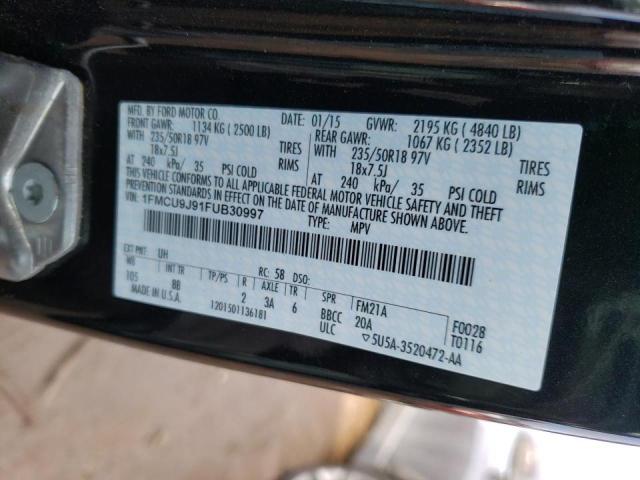 MFD. BY FORD MOTOR CO.
DATE: 01/15 GVWR: 2195 KG ( 4840 LB)
FRONT GAWR: 1134 KG ( 2500 LB)
REAR GAWR: 1067 KG ( 2352 LB)
WITH 235/50R18 97V TIRES
WITH 235/50R18 97V TIRES
18x7.5J RIMS
18x7.5J RIMS
AT 240 kPa/ 35 PSI COLD
AT 240 kPa/ 35 PSI COLD
THIS VEHICLE CONFORMS TO ALL APPLICABLE FEDERAL MOTOR VEHICLE SAFETY AND THEFT
PREVENTION STANDARDS IN EFFECT ON THE DATE OF MANUFACTURE SHOWN ABOVE.
VIN: 1FMCU9J91FUB30997
TYPE: MPV
EXT PNT: UH RC: 58 DSO:
WB INT TR TP/PS R AXLE TR SPR
105 BB 2 3A 6 BBCC
FM21A
20A
F0028
T0116
MADE IN U.S.A. 1201501136181 ULC
▽5U5A-3520472-AA